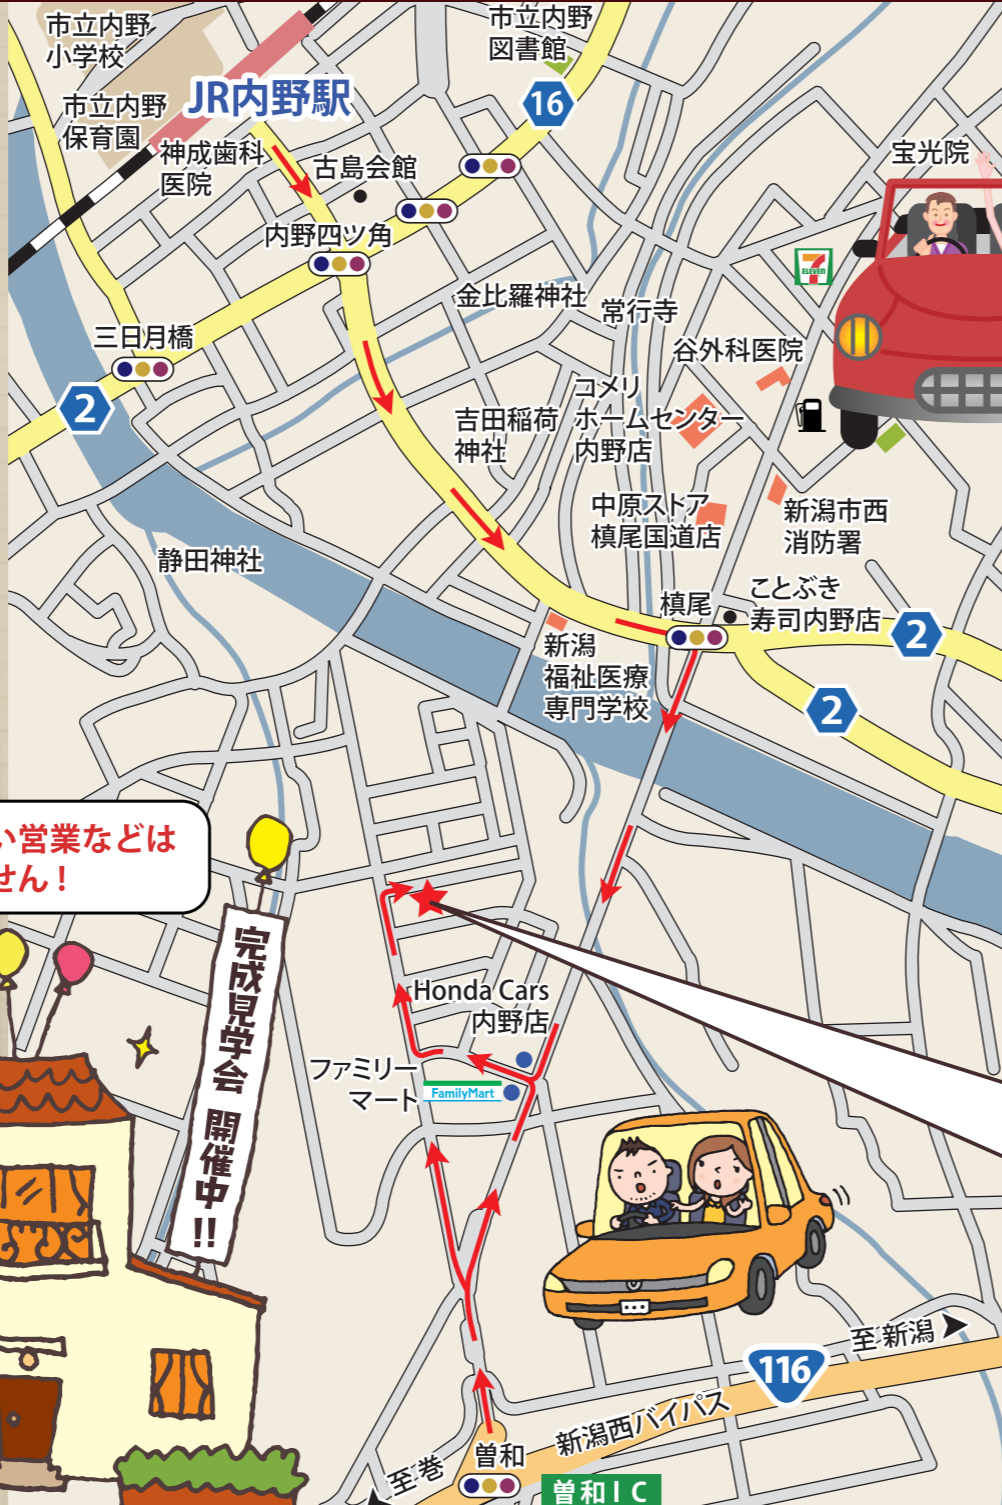 市立内野
小学校
市立内野
図書館
16
JR内野駅
市立内野
保育園
神成歯科
医院
古島会館
宝光院
内野四ツ角
7
ELEVEN
金比羅神社
常行寺
三日月橋
谷外科医院
2
コメリ
ホームセンター
内野店
吉田稲荷
神社
中原ストア
槙尾国道店
新潟市西
消防署
静田神社
槙尾
ことぶき
寿司内野店
2
新潟
福祉医療
専門学校
2
い営業などは
せん！
完成見学会 開催中!!
Honda Cars
内野店
ファミリー
マート
FamilyMart
至 新潟
116
新潟西バイパス
曽和
至 巻
曽和IC